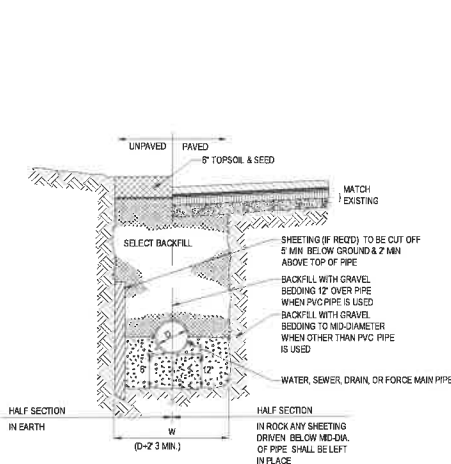 UNPAVED PAVED
6" TOPSOIL & SEED
MATCH
EXISTING
SELECT BACKFILL
SHEETING (IF REQ'D) TO BE CUT OFF
5' MIN BELOW GROUND & 2' MIN
ABOVE TOP OF PIPE
BACKFILL WITH GRAVEL
BEDDING 12" OVER PIPE
WHEN PVC PIPE IS USED
BACKFILL WITH GRAVEL
BEDDING TO MID-DIAMETER
WHEN OTHER THAN PVC PIPE
IS USED
D
6" 12"
WATER, SEWER, DRAIN, OR FORCE MAIN PIPE
HALF SECTION
IN EARTH
W
(D+2' 3 MIN.)
HALF SECTION
IN ROCK ANY SHEETING
DRIVEN BELOW MID-DIA.
OF PIPE SHALL BE LEFT
IN PLACE